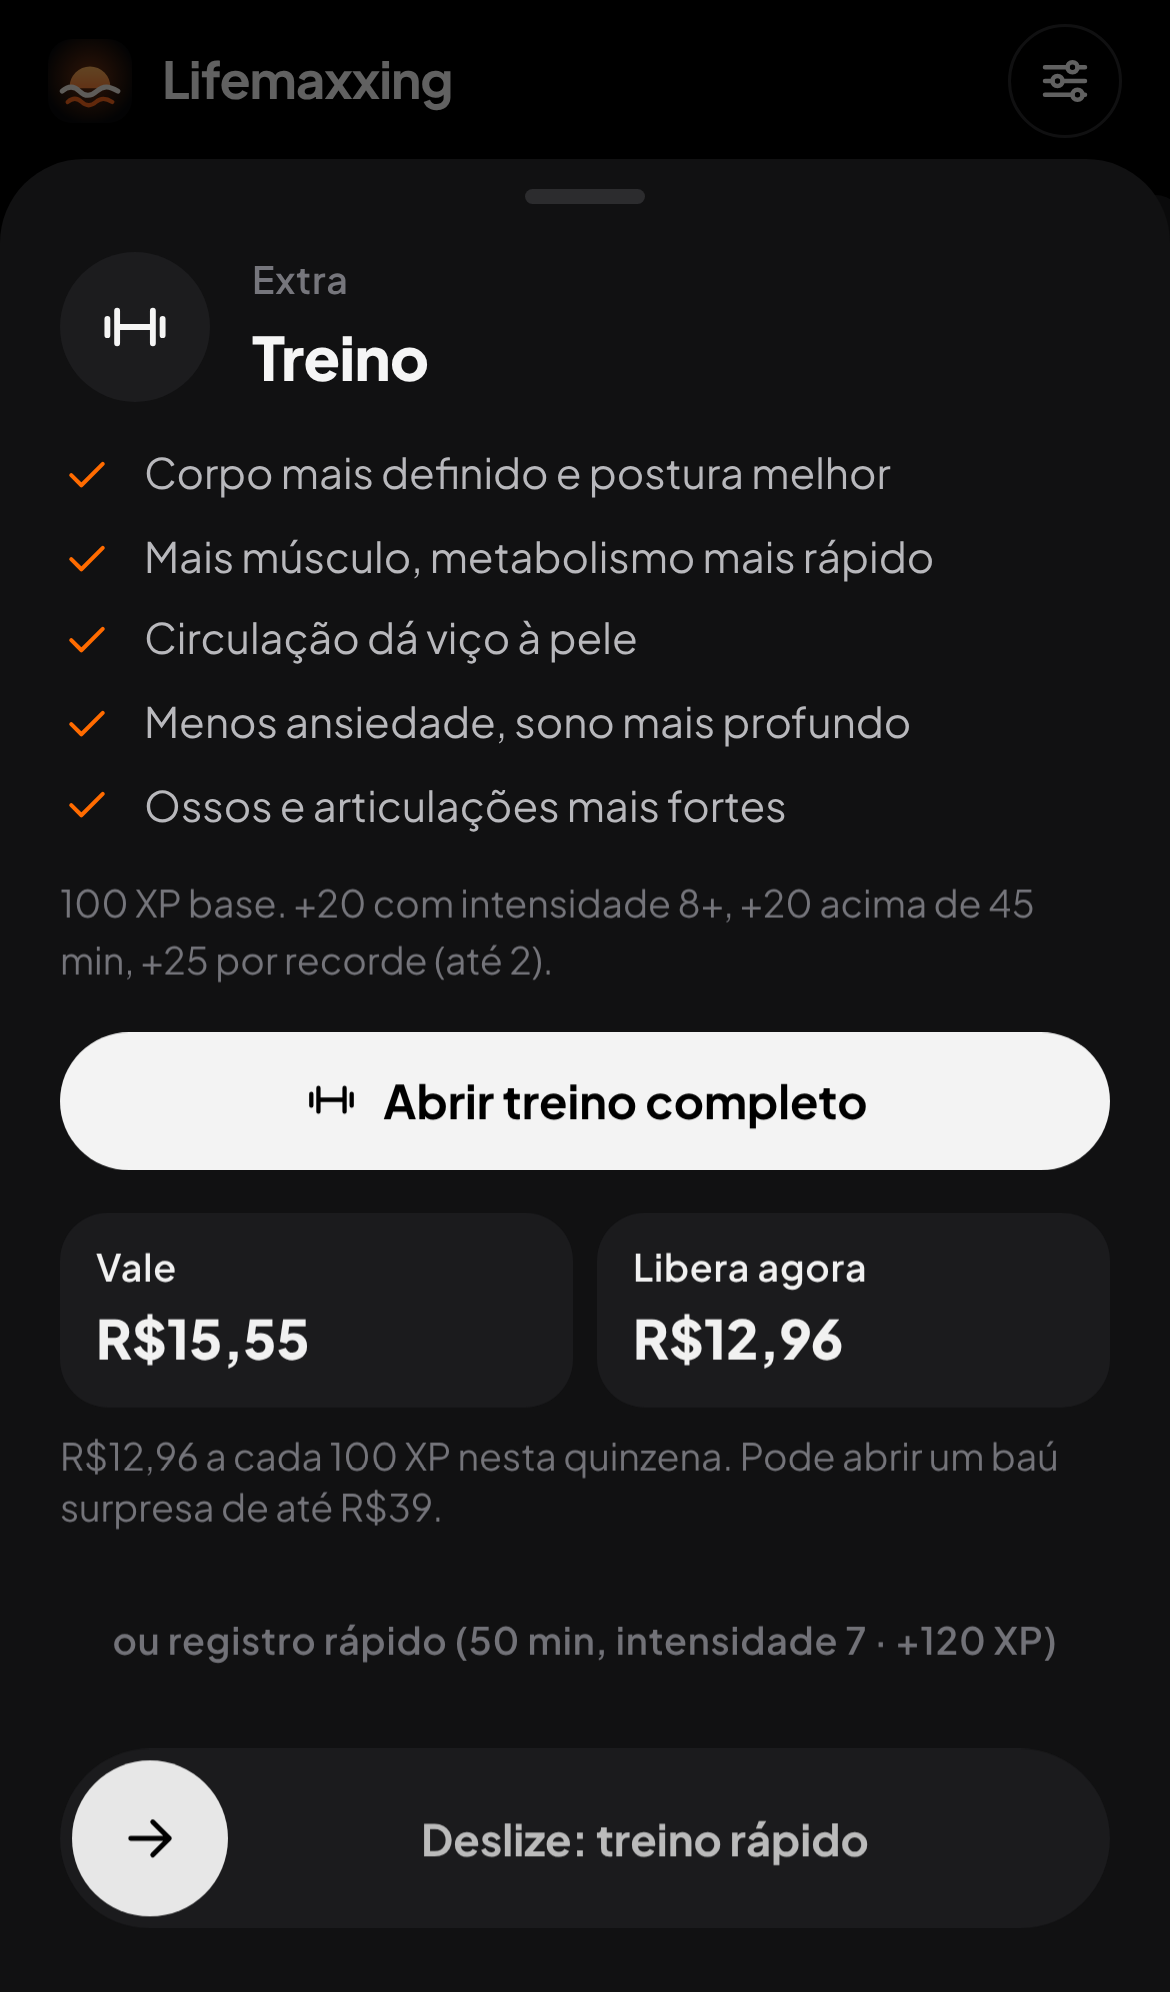 Lifemaxxing
Extra
Treino
Corpo mais definido e postura melhor
Mais músculo, metabolismo mais rápido
Circulação dá viço à pele
Menos ansiedade, sono mais profundo
Ossos e articulações mais fortes
100 XP base. +20 com intensidade 8+, +20 acima de 45
min, +25 por recorde (até 2).
Abrir treino completo
Vale
R$15,55
Libera agora
R$12,96
R$12,96 a cada 100 XP nesta quinzena. Pode abrir um baú
surpresa de até R$39.
ou registro rápido (50 min, intensidade 7 · +120 XP)
Deslize: treino rápido